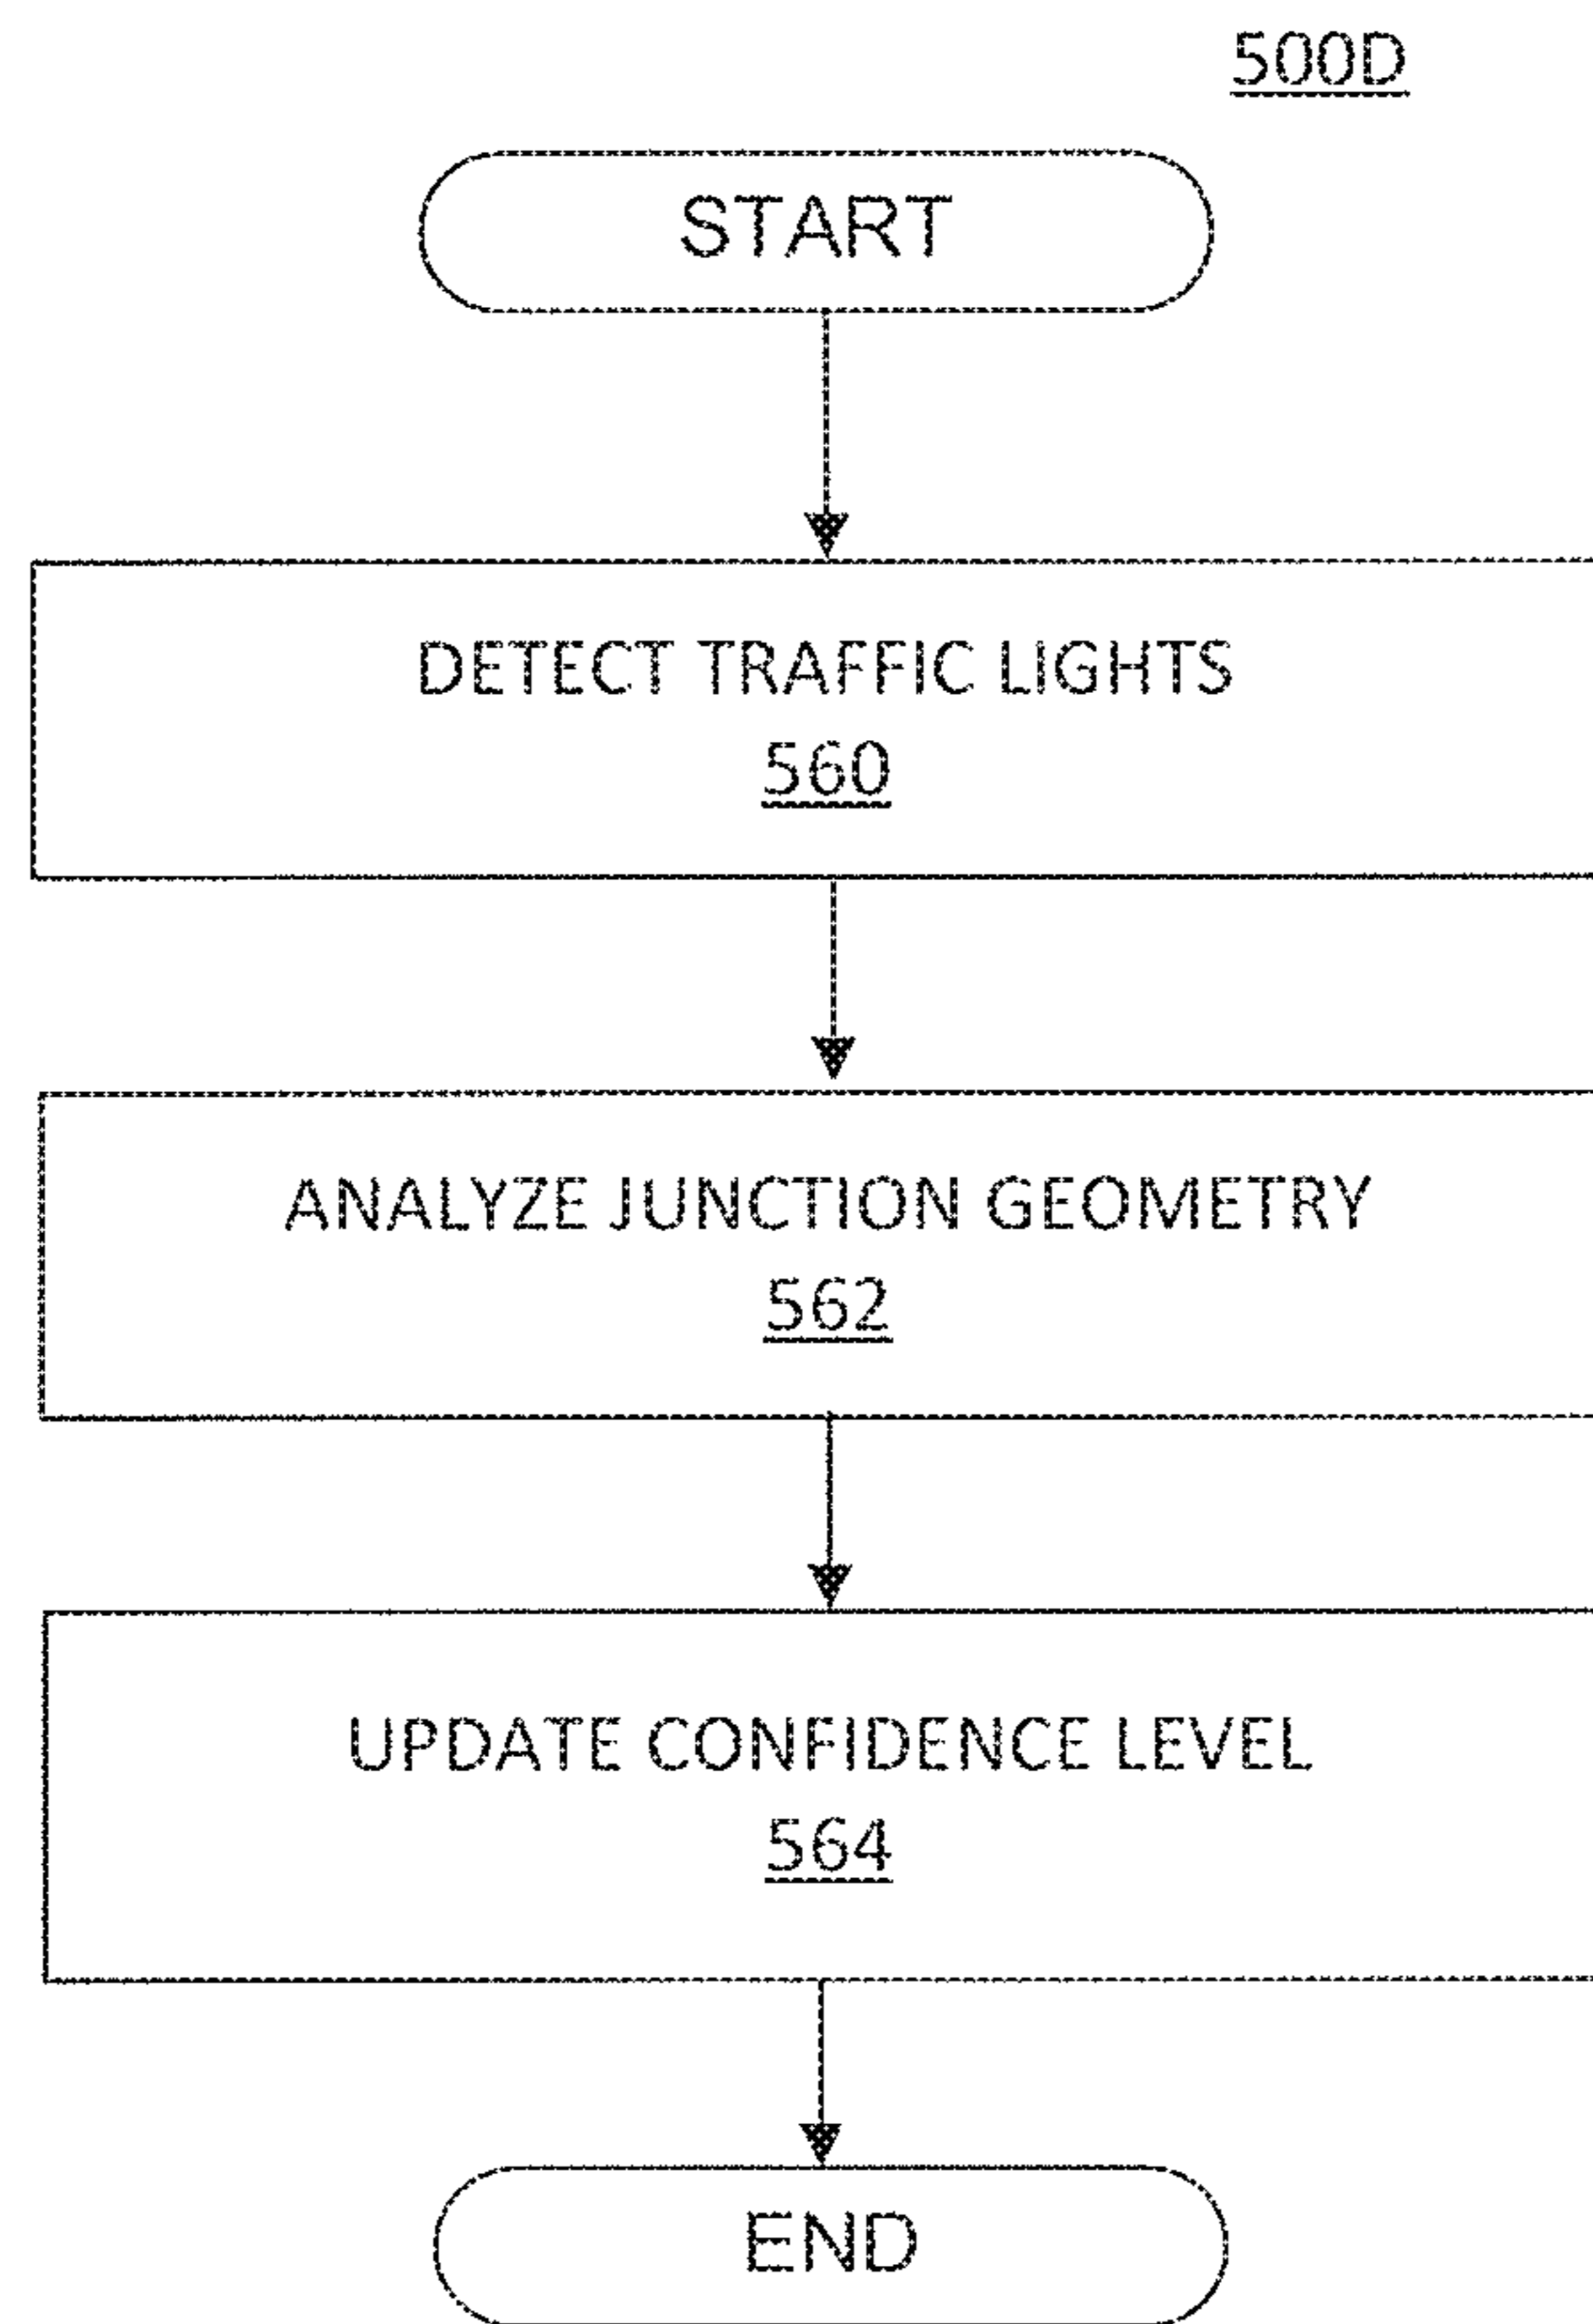 500D
START
DETECT TRAFFIC LIGHTS
560
ANALYZE JUNCTION GEOMETRY
562
UPDATE CONFIDENCE LEVEL
564
END